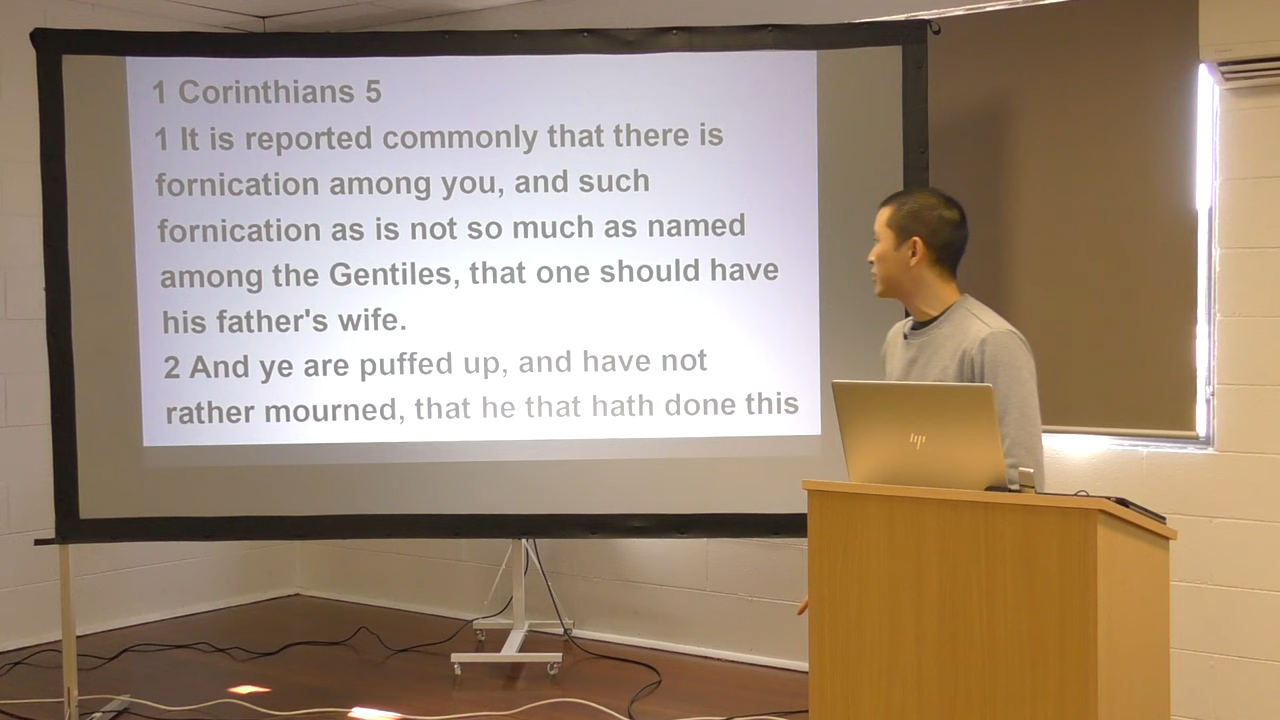 1 Corinthians 5
1 It is reported commonly that there is
fornication among you, and such
fornication as is not so much as named
among the Gentiles, that one should have
his father's wife.
2 And ye are puffed up, and have not
rather mourned, that he that hath done this
hp